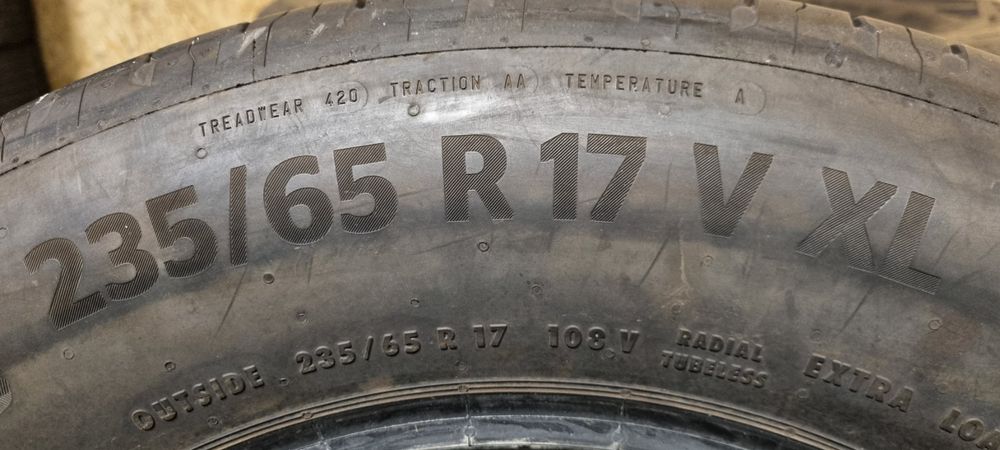 TREADWEAR 420 TRACTION AA TEMPERATURE A
235/65 R 17 V XL
OUTSIDE 235/65 R 17 108 V RADIAL TUBELESS EXTRA